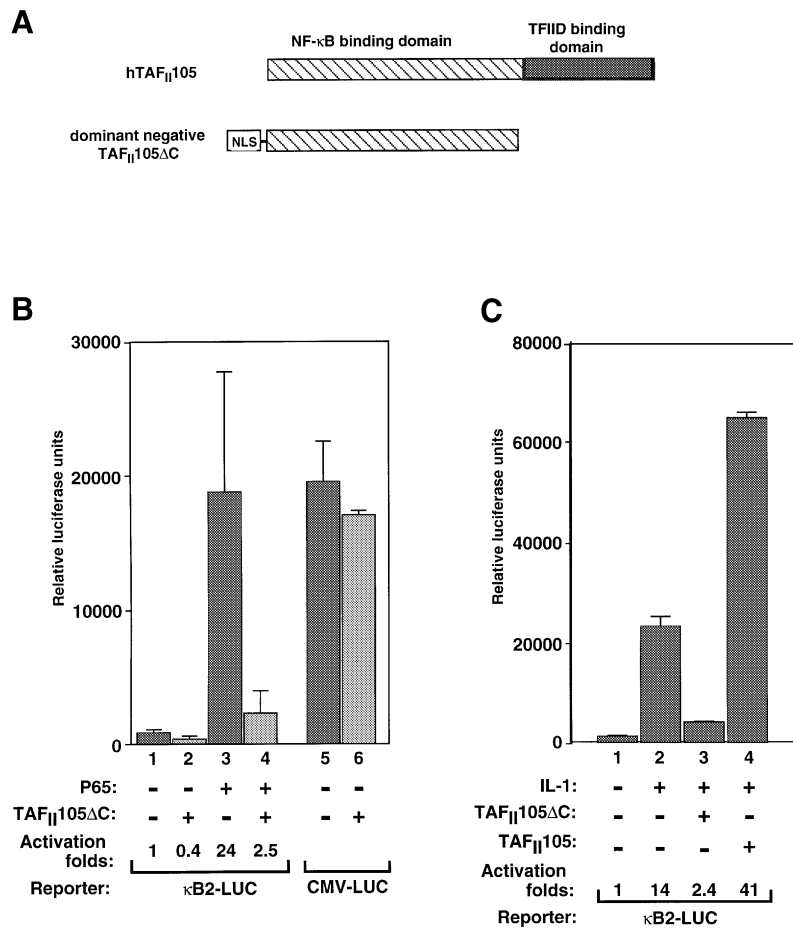 A
NF-κB binding domain
TFIID binding
domain
hTAFII105
dominant negative
TAFII105ΔC
NLS
B
Relative luciferase units
30000
20000
10000
0
1 2 3 4 5 6
P65: - - + + - -
TAFII105ΔC: - + - + - +
Activation
folds: 1 0.4 24 2.5
Reporter: κB2-LUC CMV-LUC
C
Relative luciferase units
80000
60000
40000
20000
0
1 2 3 4
IL-1: - + + +
TAFII105ΔC: - - + -
TAFII105: - - - +
Activation
folds: 1 14 2.4 41
Reporter: κB2-LUC